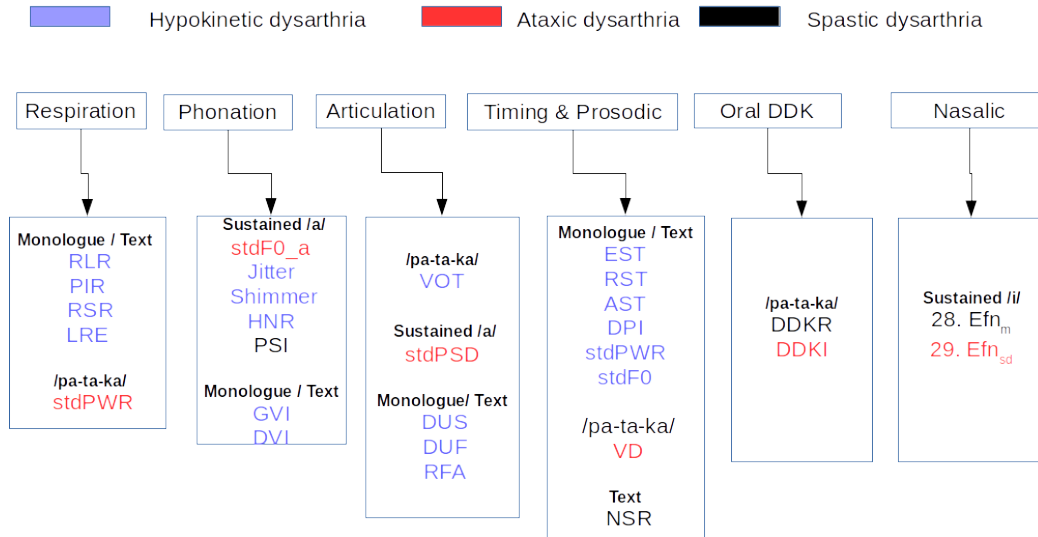 Hypokinetic dysarthria
Ataxic dysarthria
Spastic dysarthria
Respiration
Phonation
Articulation
Timing & Prosodic
Oral DDK
Nasalic
Monologue / Text
RLR
PIR
RSR
LRE
/pa-ta-ka/
stdPWR
Sustained /a/
stdF0_a
Jitter
Shimmer
HNR
PSI
Monologue / Text
GVI
DVI
/pa-ta-ka/
VOT
Sustained /a/
stdPSD
Monologue/ Text
DUS
DUF
RFA
Monologue / Text
EST
RST
AST
DPI
stdPWR
stdF0
/pa-ta-ka/
VD
Text
NSR
/pa-ta-ka/
DDKR
DDKI
Sustained /i/
28. Efnm
29. Efnsd